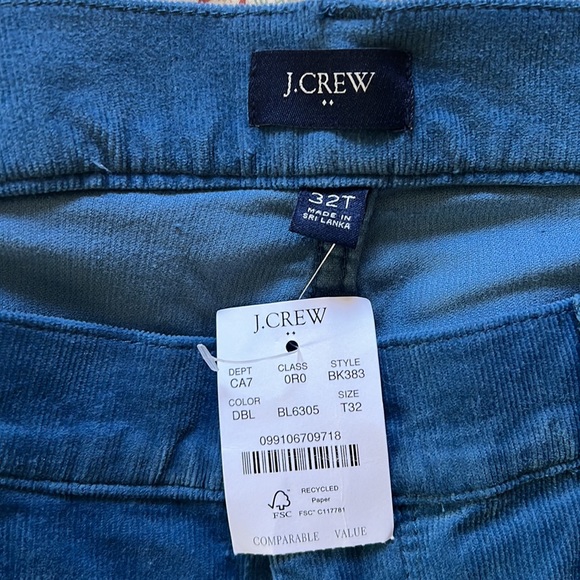 J.CREW
32T
MADE IN
SRI LANKA
J.CREW
DEPT CLASS STYLE
CA7 0R0 BK383
COLOR SIZE
DBL BL6305 T32
099106709718
RECYCLED
Paper
FSC FSC® C117781
COMPARABLE VALUE